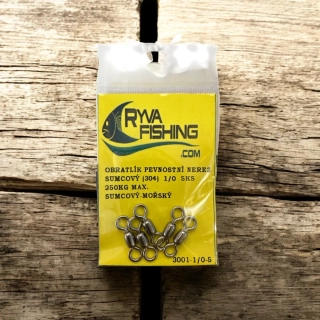 RYVA
FISHING
.COM
OBRATLÍK PEVNOSTNÍ NEREZ
SUMCOVÝ (304) 1/0 5KS
250KG MAX.
SUMCOVÝ-MOŘSKÝ
3001-1/0-5